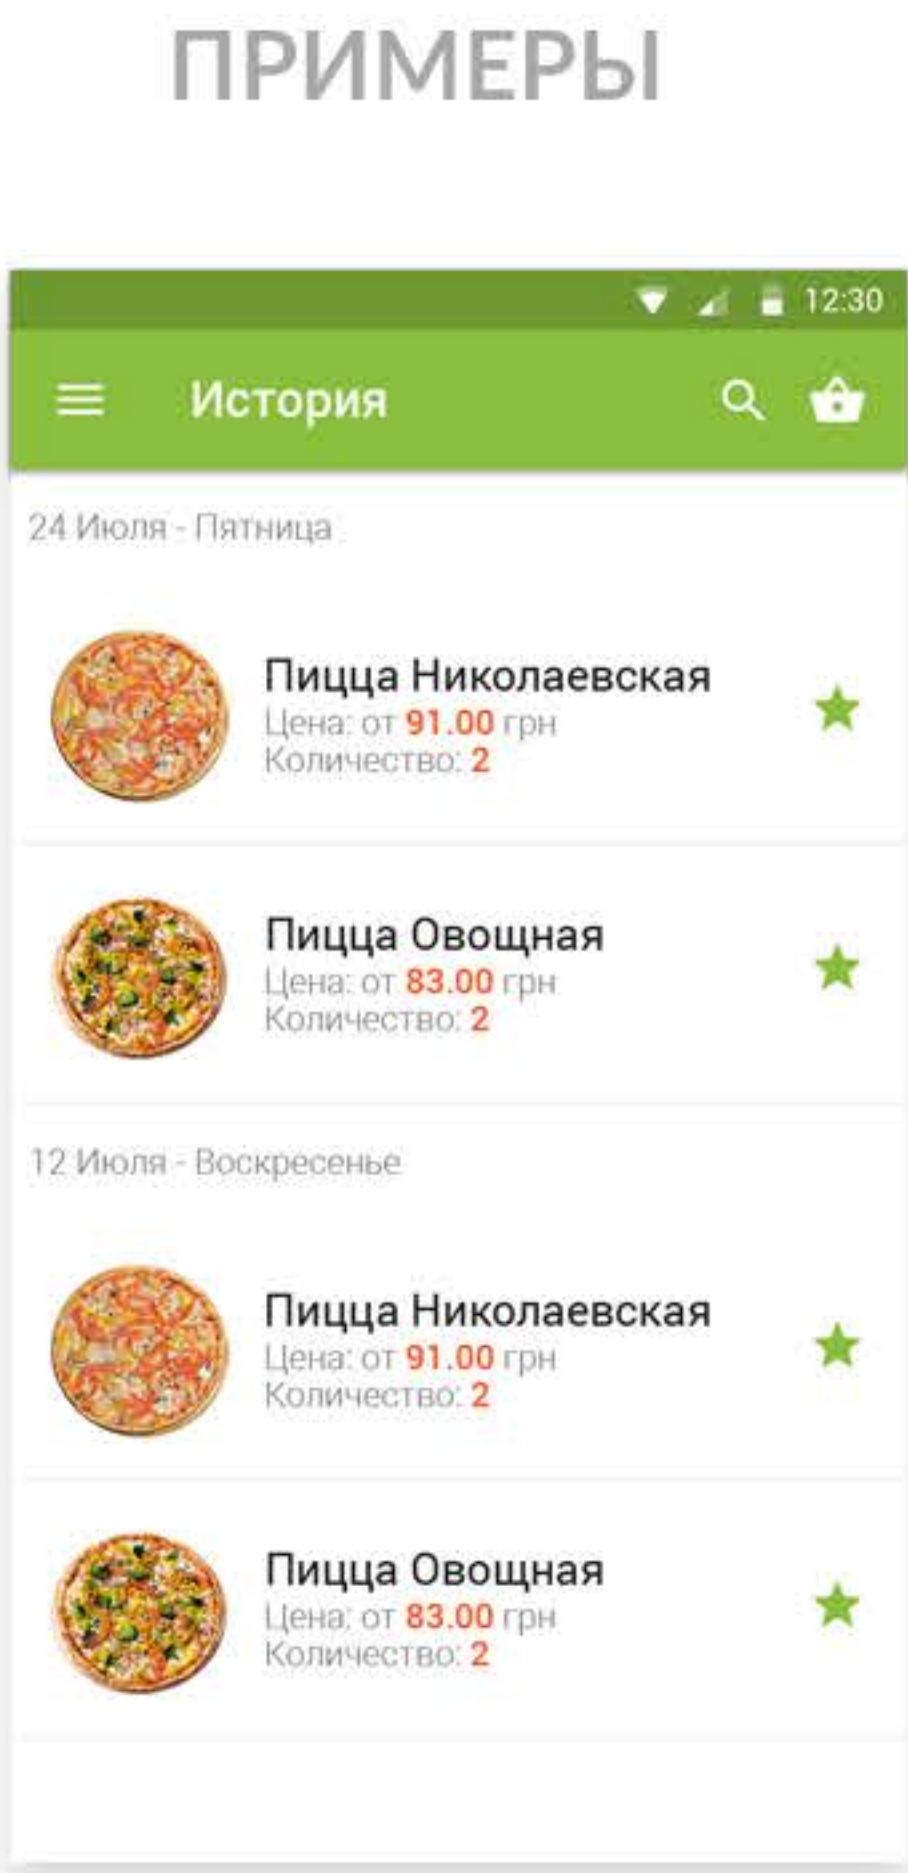 ПРИМЕРЫ
12:30
История
24 Июля - Пятница
Пицца Николаевская
Цена: от 91.00 грн
Количество: 2
Пицца Овощная
Цена: от 83.00 грн
Количество: 2
12 Июля - Воскресенье
Пицца Николаевская
Цена: от 91.00 грн
Количество: 2
Пицца Овощная
Цена: от 83.00 грн
Количество: 2